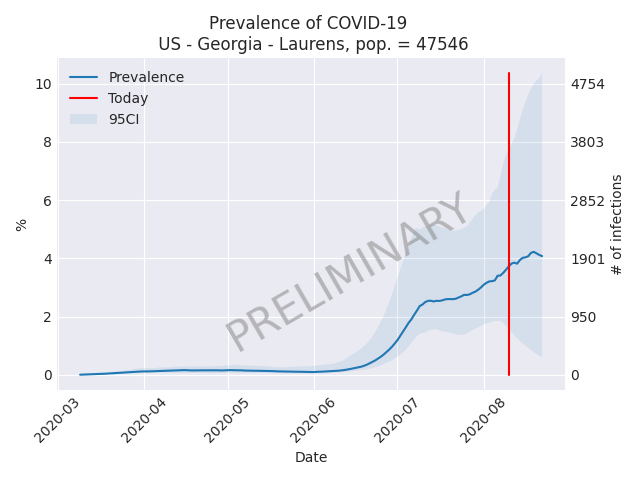 Prevalence of COVID-19
US - Georgia - Laurens, pop. = 47546
Prevalence
Today
95CI
PRELIMINARY
10
8
6
4
2
0
%
4754
3803
2852
1901
950
0
# of infections
2020-03
2020-04
2020-05
2020-06
2020-07
2020-08
Date